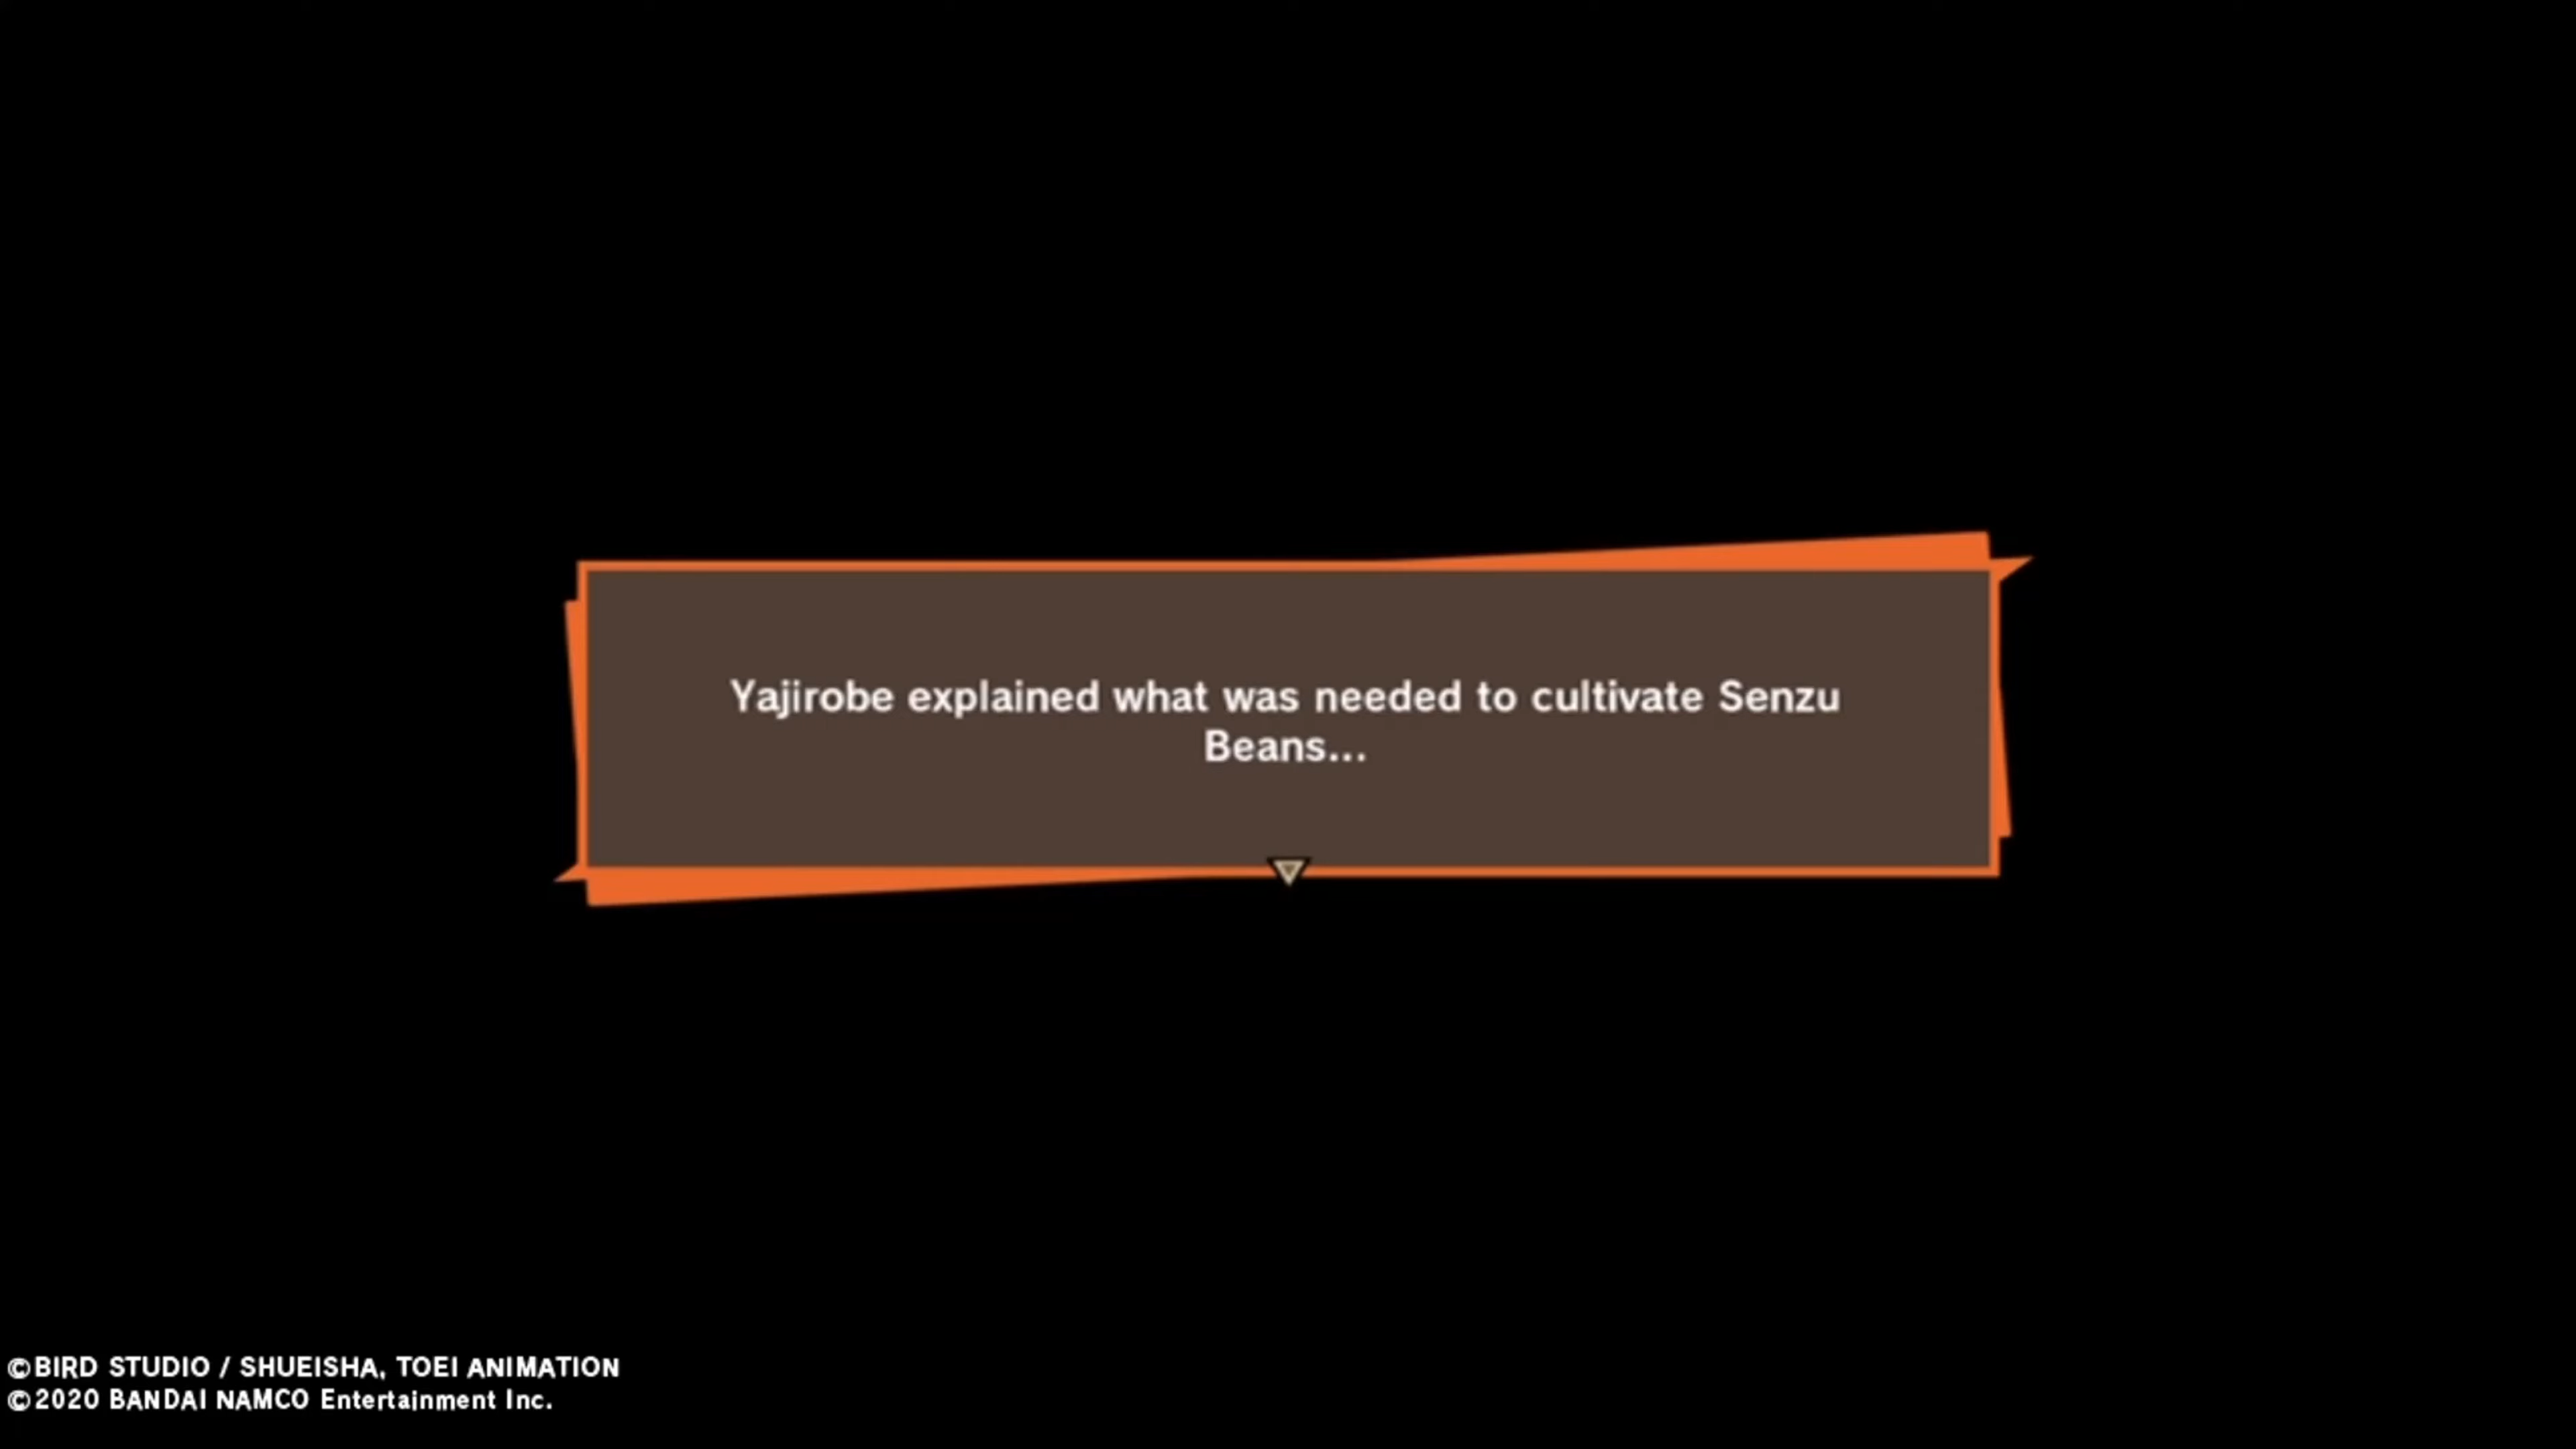 Yajirobe explained what was needed to cultivate Senzu
Beans...
©BIRD STUDIO / SHUEISHA, TOEI ANIMATION
©2020 BANDAI NAMCO Entertainment Inc.